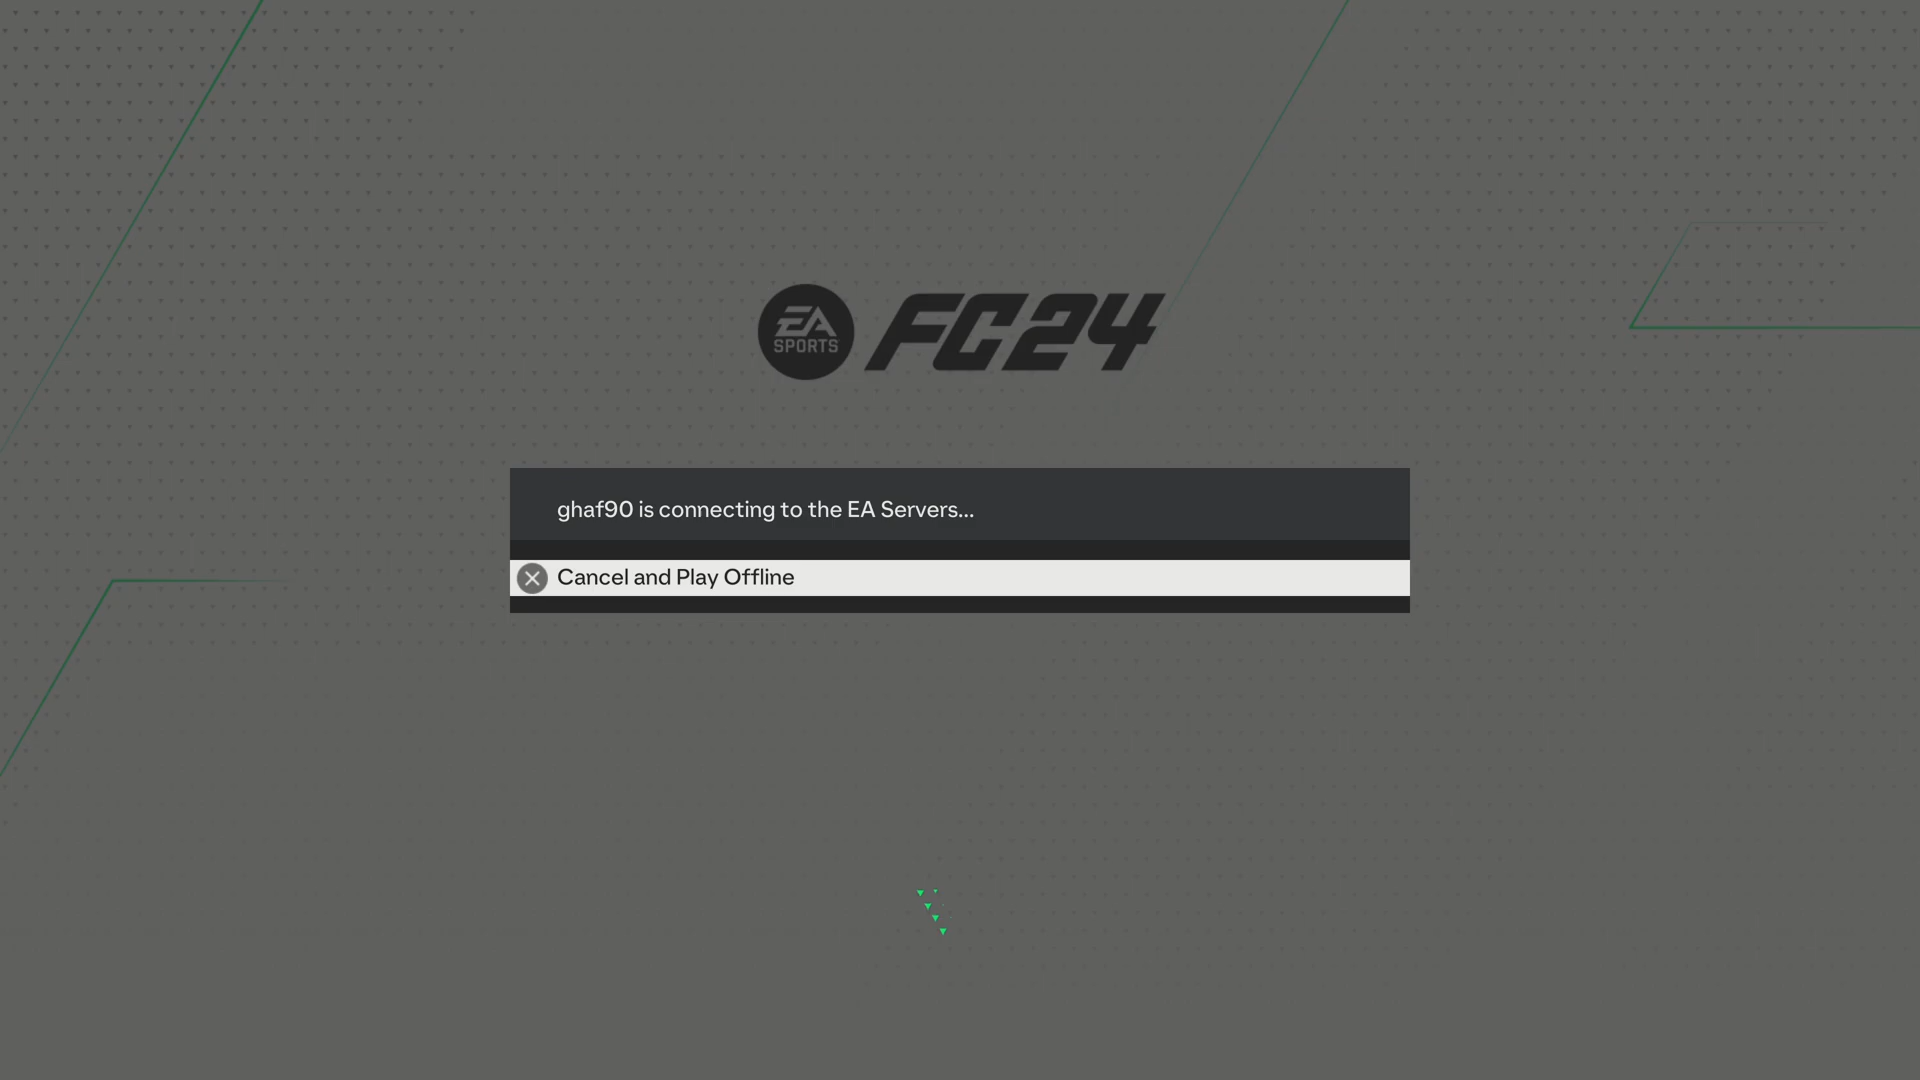 EA
SPORTS
FC24
ghaf90 is connecting to the EA Servers...
Cancel and Play Offline